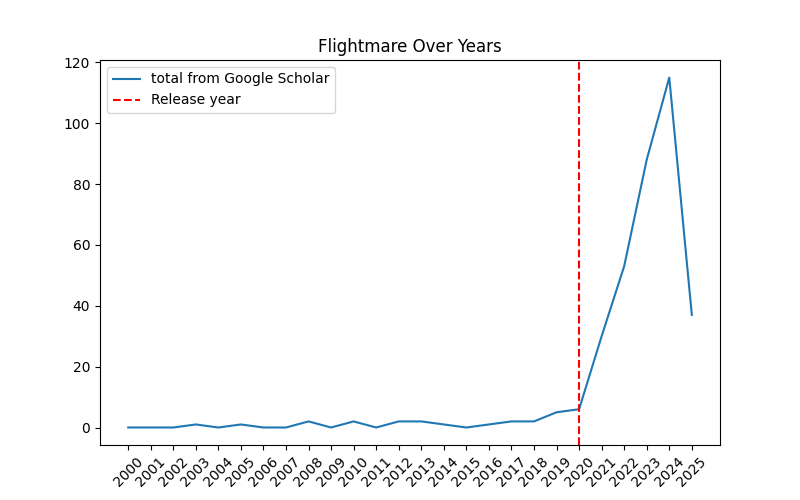 Flightmare Over Years
total from Google Scholar
Release year
120
100
80
60
40
20
0
2000 2001 2002 2003 2004 2005 2006 2007 2008 2009 2010 2011 2012 2013 2014 2015 2016 2017 2018 2019 2020 2021 2022 2023 2024 2025